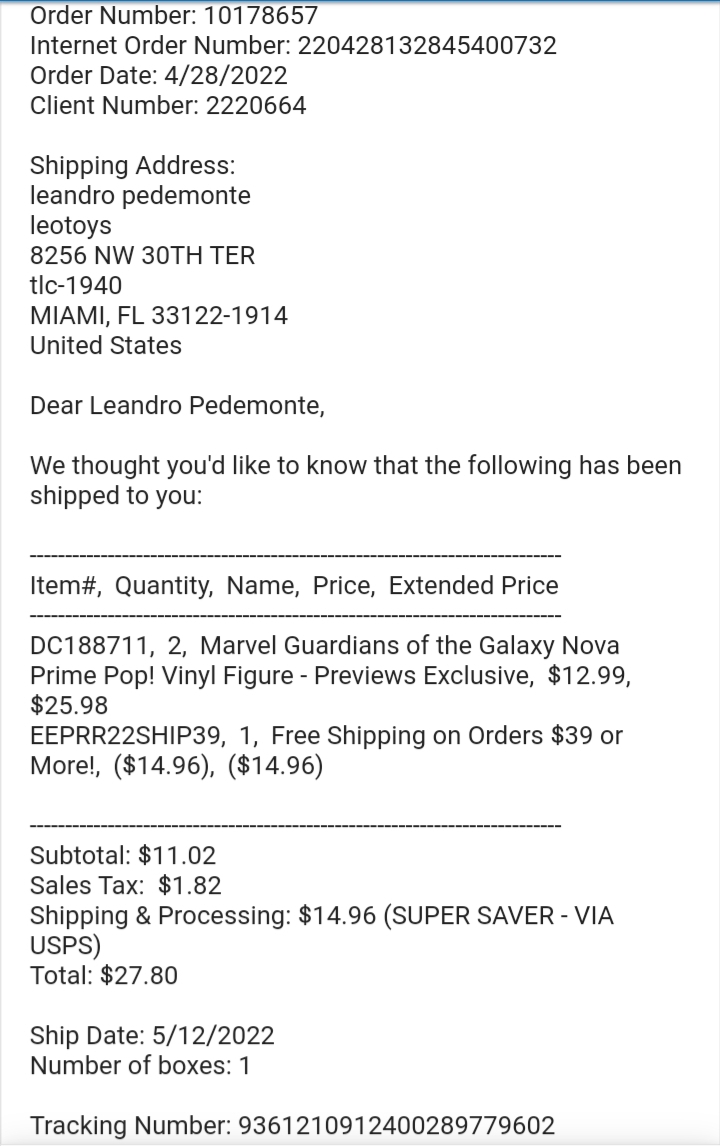 Order Number: 10178657
Internet Order Number: 220428132845400732
Order Date: 4/28/2022
Client Number: 2220664
Shipping Address:
leandro pedemonte
leotoys
8256 NW 30TH TER
tlc-1940
MIAMI, FL 33122-1914
United States
Dear Leandro Pedemonte,
We thought you'd like to know that the following has been
shipped to you:
---------------------------------------------------------------------------
Item#,  Quantity,  Name,  Price,  Extended Price
---------------------------------------------------------------------------
DC188711,  2,  Marvel Guardians of the Galaxy Nova
Prime Pop! Vinyl Figure - Previews Exclusive,  $12.99,
$25.98
EEPRR22SHIP39,  1,  Free Shipping on Orders $39 or
More!,  ($14.96),  ($14.96)
---------------------------------------------------------------------------
Subtotal: $11.02
Sales Tax:  $1.82
Shipping & Processing: $14.96 (SUPER SAVER - VIA
USPS)
Total: $27.80
Ship Date: 5/12/2022
Number of boxes: 1
Tracking Number: 9361210912400289779602